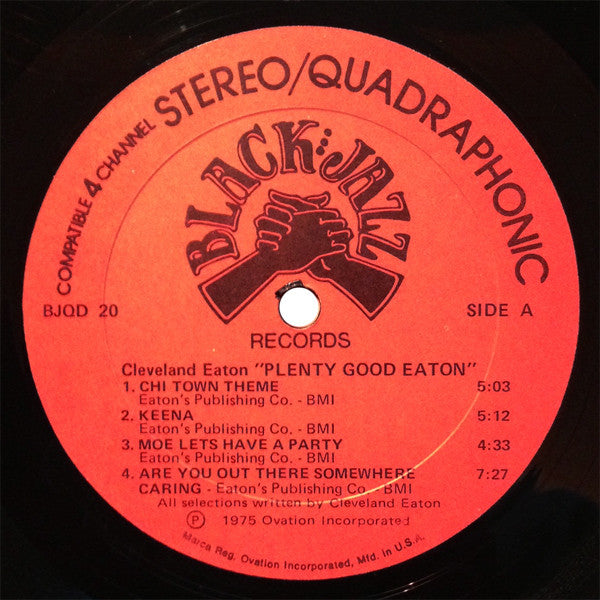 COMPATIBLE 4 CHANNEL STEREO/QUADRAPHONIC
BLACK JAZZ
BJQD 20
SIDE A
RECORDS
Cleveland Eaton "PLENTY GOOD EATON"
1. CHI TOWN THEME 5:03
Eaton's Publishing Co. - BMI
2. KEENA 5:12
Eaton's Publishing Co. - BMI
3. MOE LETS HAVE A PARTY 4:33
Eaton's Publishing Co. - BMI
4. ARE YOU OUT THERE SOMEWHERE 7:27
CARING - Eaton's Publishing Co. - BMI
All selections written by Cleveland Eaton
Ⓟ 1975 Ovation Incorporated
Marca Reg. Ovation Incorporated, Mfd. in U.S.A.